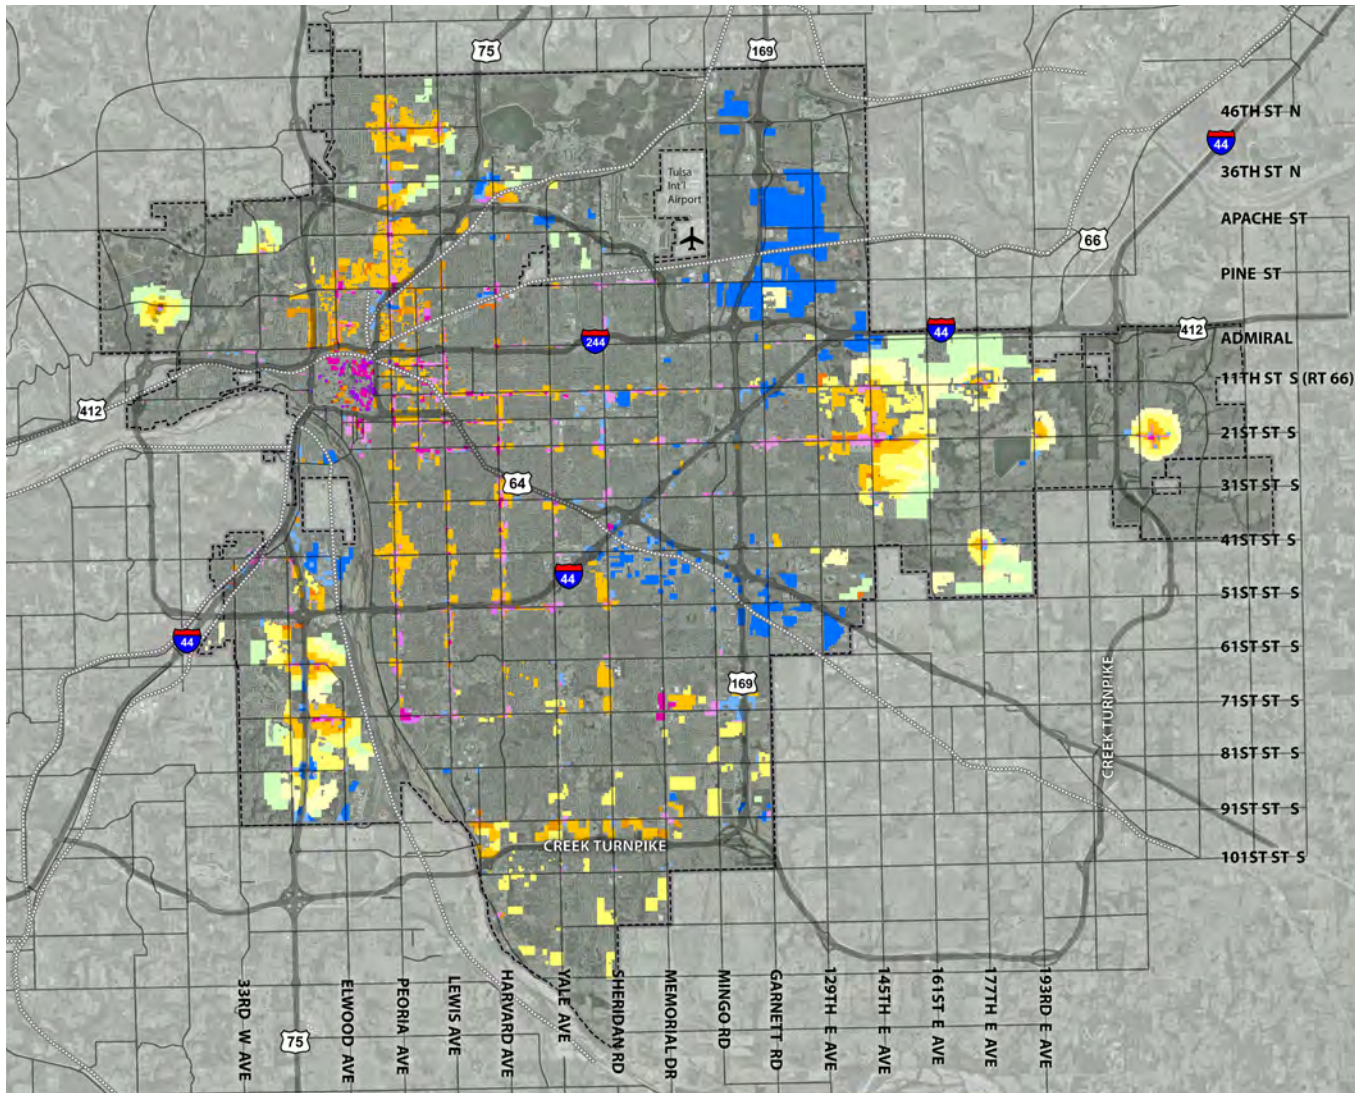 75
169
46TH ST N
44
36TH ST N
Tulsa
Int'l
Airport
APACHE ST
66
PINE ST
44
412
ADMIRAL
244
11TH ST S (RT 66)
412
21ST ST S
64
31ST ST S
41ST ST S
44
51ST ST S
44
61ST ST S
169
71ST ST S
CREEK TURNPIKE
81ST ST S
91ST ST S
CREEK TURNPIKE
101ST ST S
33RD W AVE
ELWOOD AVE
PEORIA AVE
LEWIS AVE
HARVARD AVE
YALE AVE
SHERIDAN RD
MEMORIAL DR
MINGO RD
GARNETT RD
129TH E AVE
145TH E AVE
161ST E AVE
177TH E AVE
193RD E AVE
75